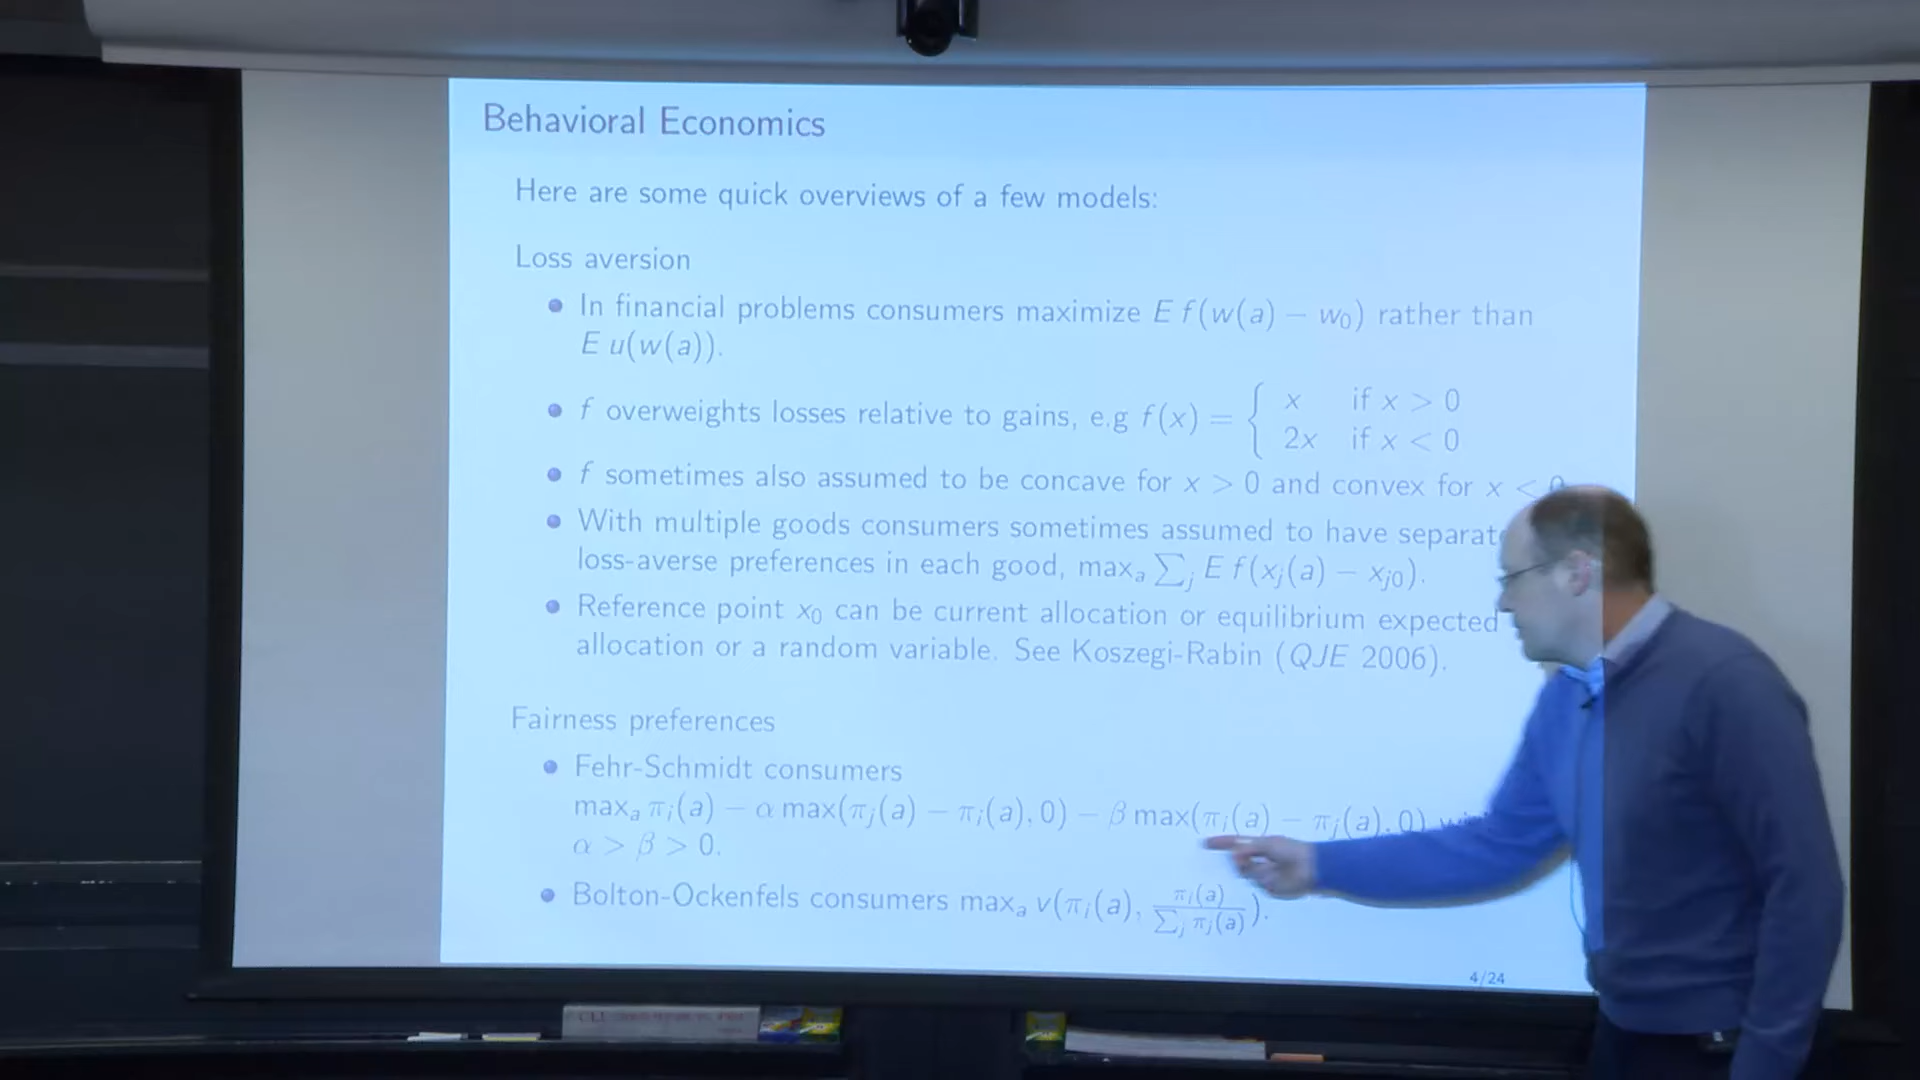 Behavioral Economics
Here are some quick overviews of a few models:
Loss aversion
• In financial problems consumers maximize E f(w(a) − w₀) rather than
E u(w(a)).
• f overweights losses relative to gains, e.g f(x) = { x if x > 0
2x if x < 0
• f sometimes also assumed to be concave for x > 0 and convex for x <
• With multiple goods consumers sometimes assumed to have separat
loss-averse preferences in each good, maxₐ ∑ⱼ E f(xⱼ(a) − xⱼ₀).
• Reference point x₀ can be current allocation or equilibrium expected
allocation or a random variable. See Koszegi-Rabin (QJE 2006).
Fairness preferences
• Fehr-Schmidt consumers
maxₐ πᵢ(a) − α max(πⱼ(a) − πᵢ(a), 0) − β max(πᵢ(a) − πⱼ(a), 0)
α > β > 0.
• Bolton-Ockenfels consumers maxₐ v(πᵢ(a), πᵢ(a) / ∑ⱼ πⱼ(a)).
4/24